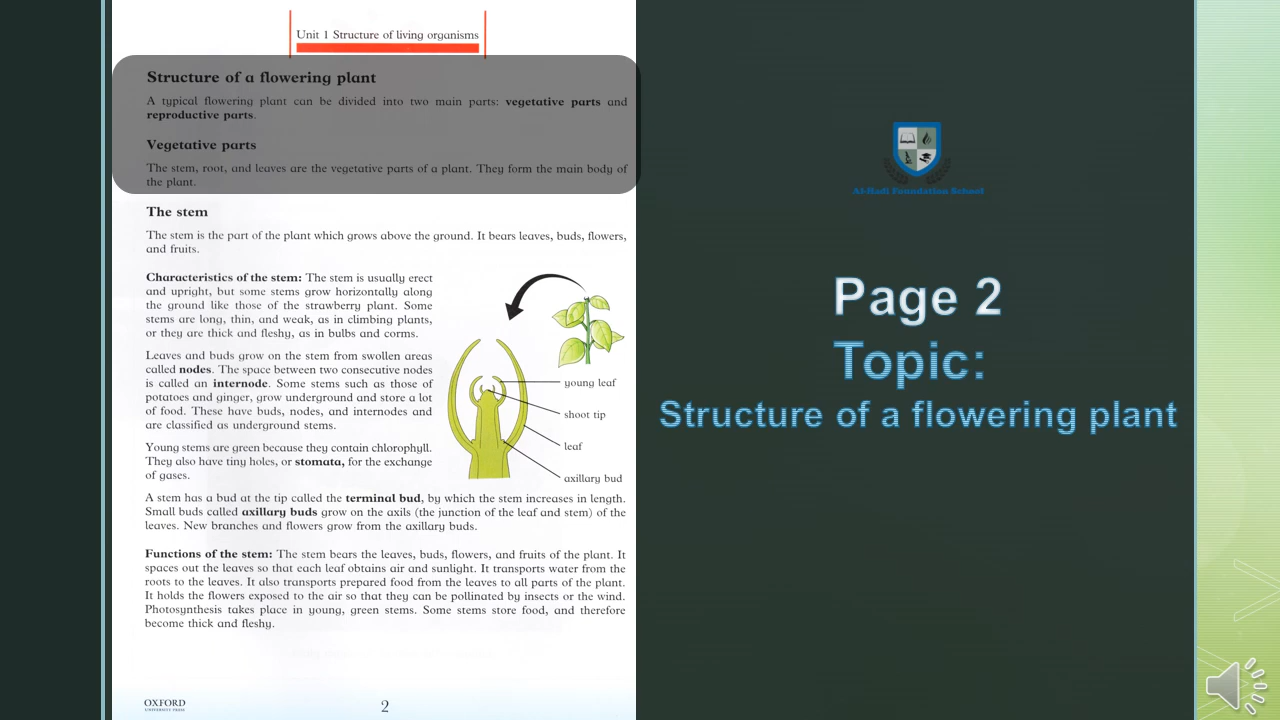 Unit 1 Structure of living organisms
Structure of a flowering plant
A typical flowering plant can be divided into two main parts: vegetative parts and
reproductive parts.
Vegetative parts
The stem, root, and leaves are the vegetative parts of a plant. They form the main body of
the plant.
The stem
The stem is the part of the plant which grows above the ground. It bears leaves, buds, flowers,
and fruits.
Characteristics of the stem: The stem is usually erect
and upright, but some stems grow horizontally along
the ground like those of the strawberry plant. Some
stems are long, thin, and weak, as in climbing plants,
or they are thick and fleshy, as in bulbs and corms.
Leaves and buds grow on the stem from swollen areas
called nodes. The space between two consecutive nodes
is called an internode. Some stems such as those of
potatoes and ginger, grow underground and store a lot
of food. These have buds, nodes, and internodes and
are classified as underground stems.
Young stems are green because they contain chlorophyll.
They also have tiny holes, or stomata, for the exchange
of gases.
young leaf
shoot tip
leaf
axillary bud
A stem has a bud at the tip called the terminal bud, by which the stem increases in length.
Small buds called axillary buds grow on the axils (the junction of the leaf and stem) of the
leaves. New branches and flowers grow from the axillary buds.
Functions of the stem: The stem bears the leaves, buds, flowers, and fruits of the plant. It
spaces out the leaves so that each leaf obtains air and sunlight. It transports water from the
roots to the leaves. It also transports prepared food from the leaves to all parts of the plant.
It holds the flowers exposed to the air so that they can be pollinated by insects or the wind.
Photosynthesis takes place in young, green stems. Some stems store food, and therefore
become thick and fleshy.
OXFORD
UNIVERSITY PRESS
2
Al-Hadi Foundation School
Page 2
Topic:
Structure of a flowering plant